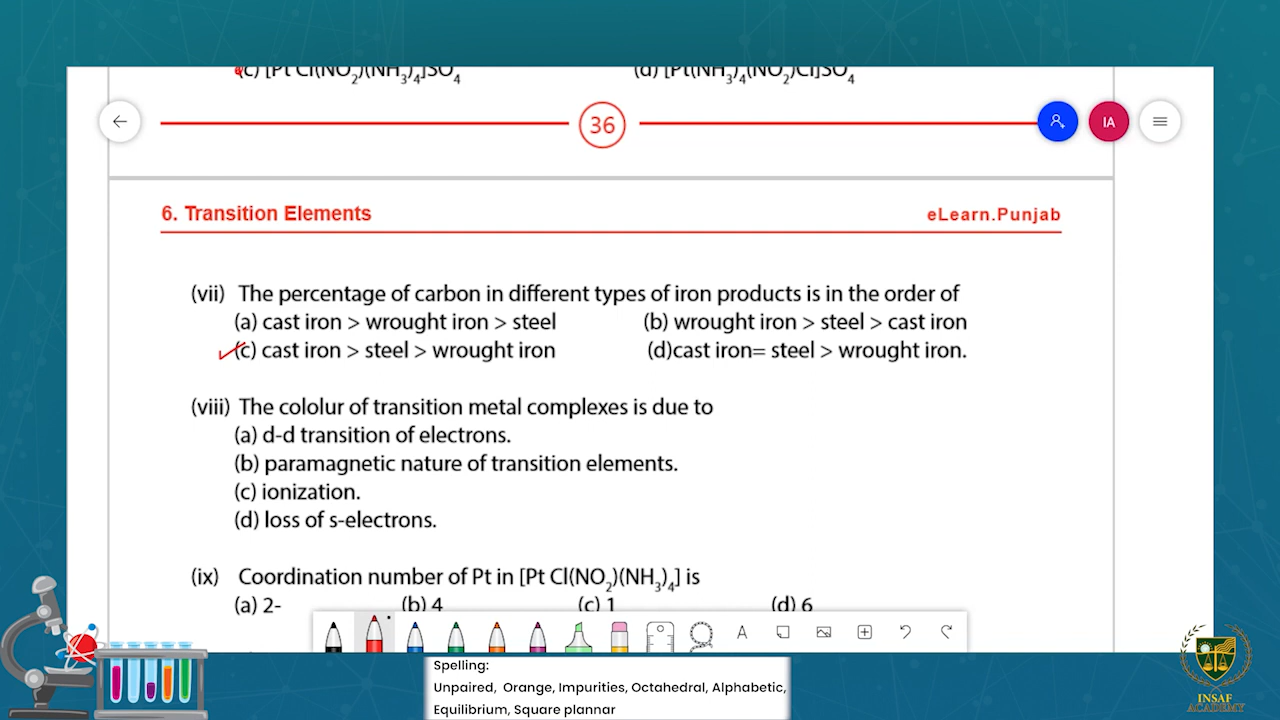 (c) [Pt Cl(NO2)(NH3)4]SO4 (d) [Pt(NH3)4(NO2)Cl]SO4
36
IA
6. Transition Elements eLearn.Punjab
(vii) The percentage of carbon in different types of iron products is in the order of
(a) cast iron > wrought iron > steel (b) wrought iron > steel > cast iron
(c) cast iron > steel > wrought iron (d)cast iron= steel > wrought iron.
(viii) The cololur of transition metal complexes is due to
(a) d-d transition of electrons.
(b) paramagnetic nature of transition elements.
(c) ionization.
(d) loss of s-electrons.
(ix) Coordination number of Pt in [Pt Cl(NO2)(NH3)4] is
(a) 2- (b) 4 (c) 1 (d) 6
A
Spelling:
Unpaired, Orange, Impurities, Octahedral, Alphabetic,
Equilibrium, Square plannar
INSAF
ACADEMY